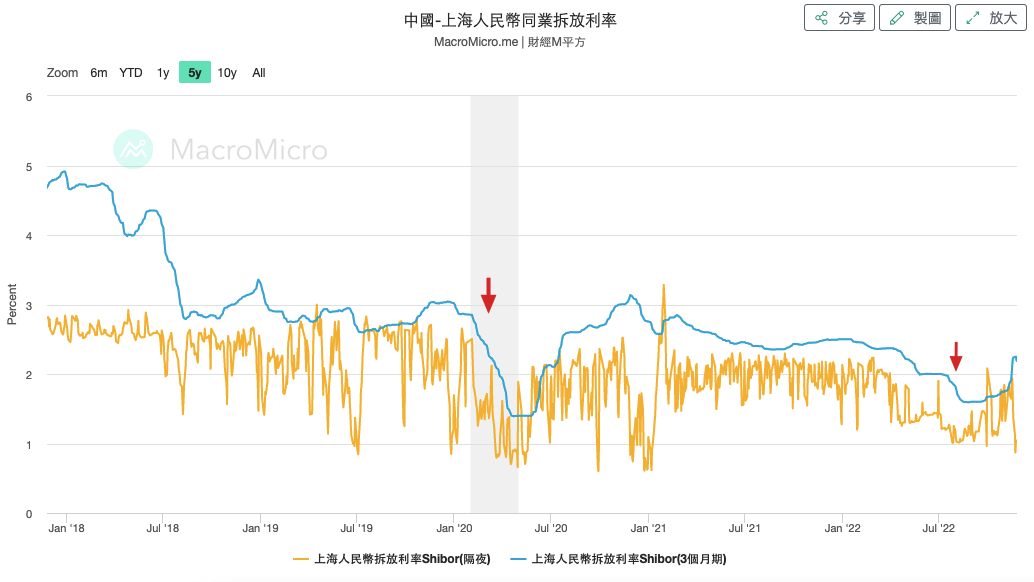 中國-上海人民幣同業拆放利率
MacroMicro.me | 財經M平方
分享
製圖
放大
Zoom 6m YTD 1y 5y 10y All
MacroMicro
Percent
6
5
4
3
2
1
0
Jan '18 Jul '18 Jan '19 Jul '19 Jan '20 Jul '20 Jan '21 Jul '21 Jan '22 Jul '22
上海人民幣拆放利率Shibor(隔夜) 上海人民幣拆放利率Shibor(3個月期)